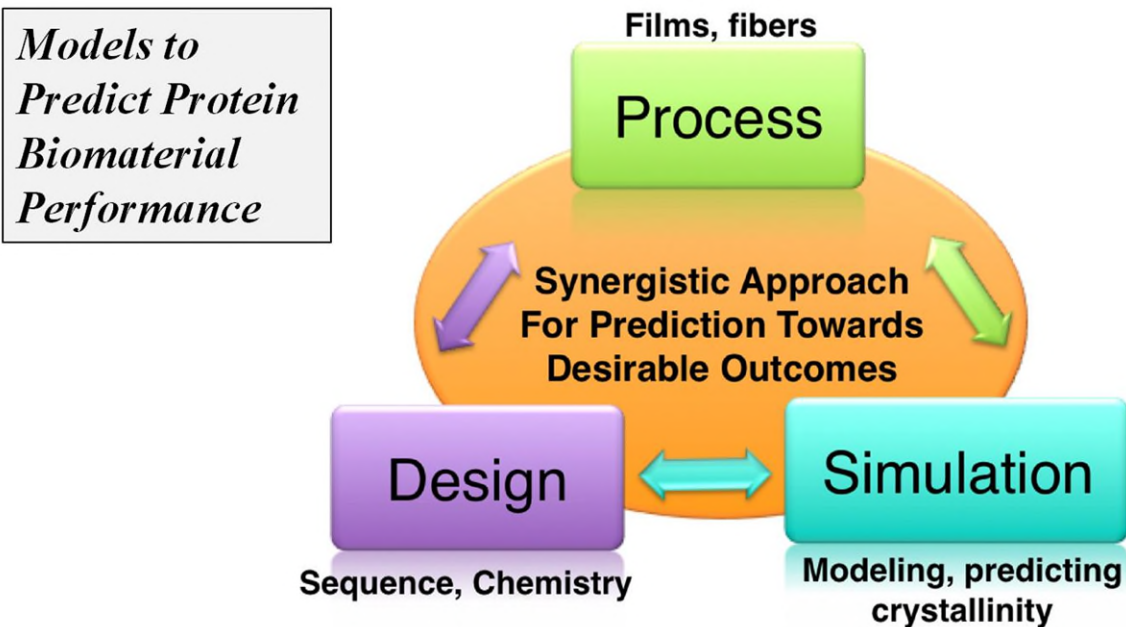 Models to
Predict Protein
Biomaterial
Performance
Films, fibers
Process
Synergistic Approach
For Prediction Towards
Desirable Outcomes
Design
Simulation
Sequence, Chemistry
Modeling, predicting
crystallinity